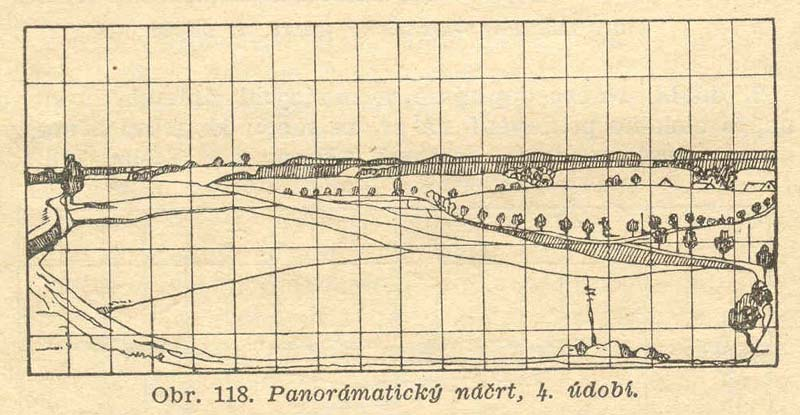 Obr. 118. Panorámatický náčrt, 4. údobí.